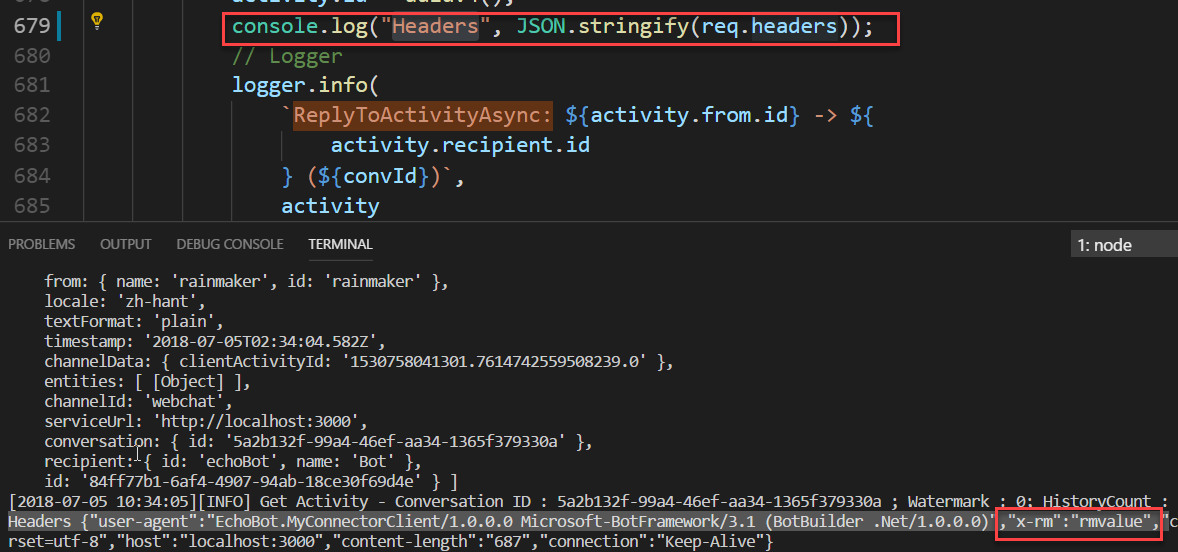 679 console.log("Headers", JSON.stringify(req.headers));
680 // Logger
681 logger.info(
682 `ReplyToActivityAsync: ${activity.from.id} -> ${
683 activity.recipient.id
684 } (${convId})`,
685 activity
PROBLEMS OUTPUT DEBUG CONSOLE TERMINAL 1: node
from: { name: 'rainmaker', id: 'rainmaker' },
locale: 'zh-hant',
textFormat: 'plain',
timestamp: '2018-07-05T02:34:04.582Z',
channelData: { clientActivityId: '1530758041301.7614742559508239.0' },
entities: [ [Object] ],
channelId: 'webchat',
serviceUrl: 'http://localhost:3000',
conversation: { id: '5a2b132f-99a4-46ef-aa34-1365f379330a' },
recipient: { id: 'echoBot', name: 'Bot' },
id: '84ff77b1-6af4-4907-94ab-18ce30f69d4e' } ]
[2018-07-05 10:34:05][INFO] Get Activity - Conversation ID : 5a2b132f-99a4-46ef-aa34-1365f379330a ; Watermark : 0; HistoryCount :
Headers {"user-agent":"EchoBot.MyConnectorClient/1.0.0.0 Microsoft-BotFramework/3.1 (BotBuilder .Net/1.0.0.0)","x-rm":"rmvalue","c
rset=utf-8","host":"localhost:3000","content-length":"687","connection":"Keep-Alive"}